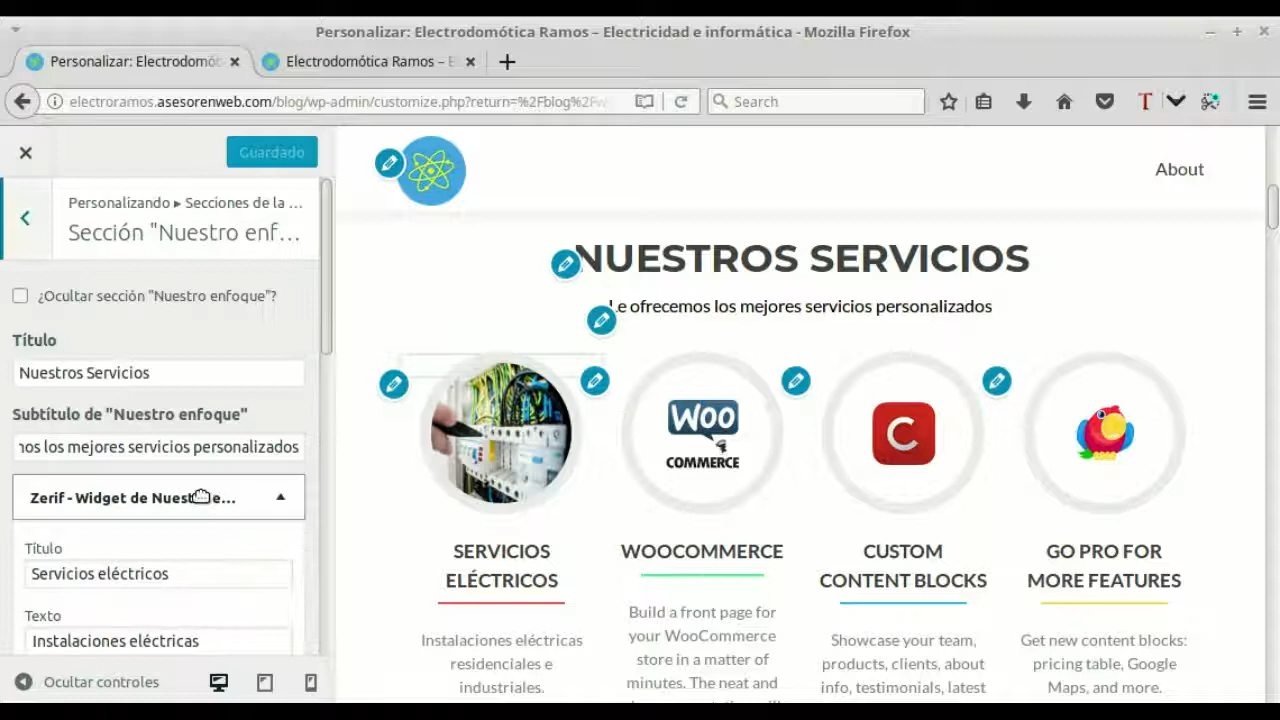 Personalizar: Electrodomótica Ramos – Electricidad e informática - Mozilla Firefox
Personalizar: Electrodomót
Electrodomótica Ramos – E
electroramos.asesorenweb.com/blog/wp-admin/customize.php?return=%2Fblog%2Fw
Search
Guardado
Personalizando ▸ Secciones de la ...
Sección "Nuestro enf...
¿Ocultar sección "Nuestro enfoque"?
Título
Nuestros Servicios
Subtítulo de "Nuestro enfoque"
nos los mejores servicios personalizados
Zerif - Widget de Nuest e...
Título
Servicios eléctricos
Texto
Instalaciones eléctricas
Ocultar controles
About
NUESTROS SERVICIOS
Le ofrecemos los mejores servicios personalizados
WOO
COMMERCE
C
SERVICIOS
ELÉCTRICOS
Instalaciones eléctricas
residenciales e
industriales.
WOOCOMMERCE
Build a front page for
your WooCommerce
store in a matter of
minutes. The neat and
CUSTOM
CONTENT BLOCKS
Showcase your team,
products, clients, about
info, testimonials, latest
GO PRO FOR
MORE FEATURES
Get new content blocks:
pricing table, Google
Maps, and more.